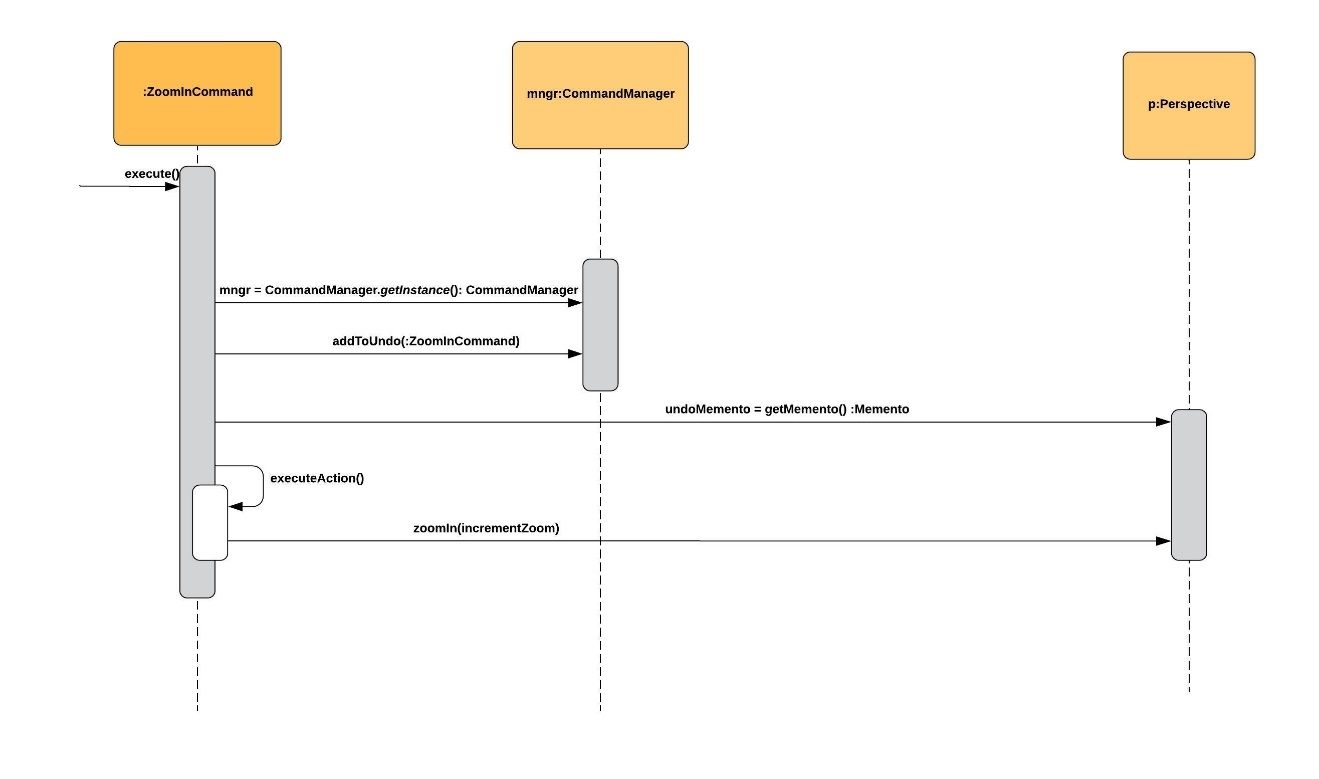 :ZoomInCommand
mngr:CommandManager
p:Perspective
execute()
mngr = CommandManager.getInstance(): CommandManager
addToUndo(:ZoomInCommand)
undoMemento = getMemento() :Memento
executeAction()
zoomIn(incrementZoom)